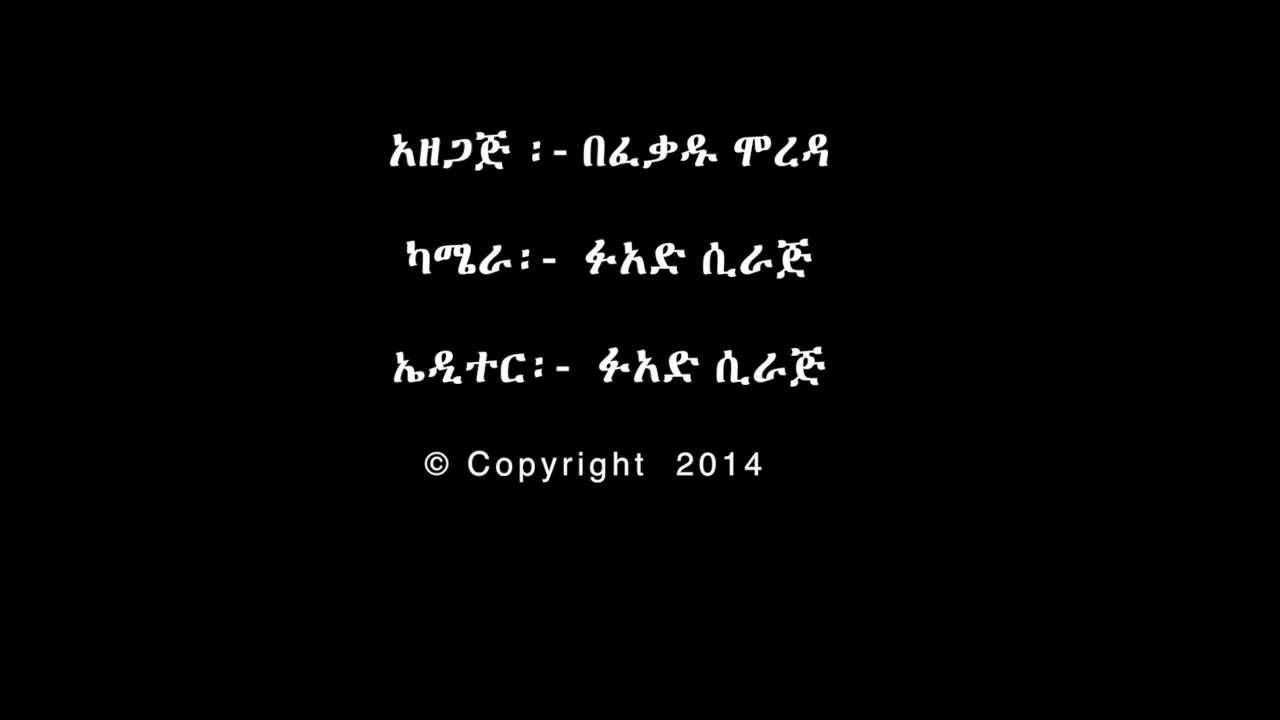 አዘጋጅ ፡- በፈቃዱ ሞረዳ
ካሜራ፡- ፉአድ ሲራጅ
ኤዲተር፡- ፉአድ ሲራጅ
© Copyright 2014